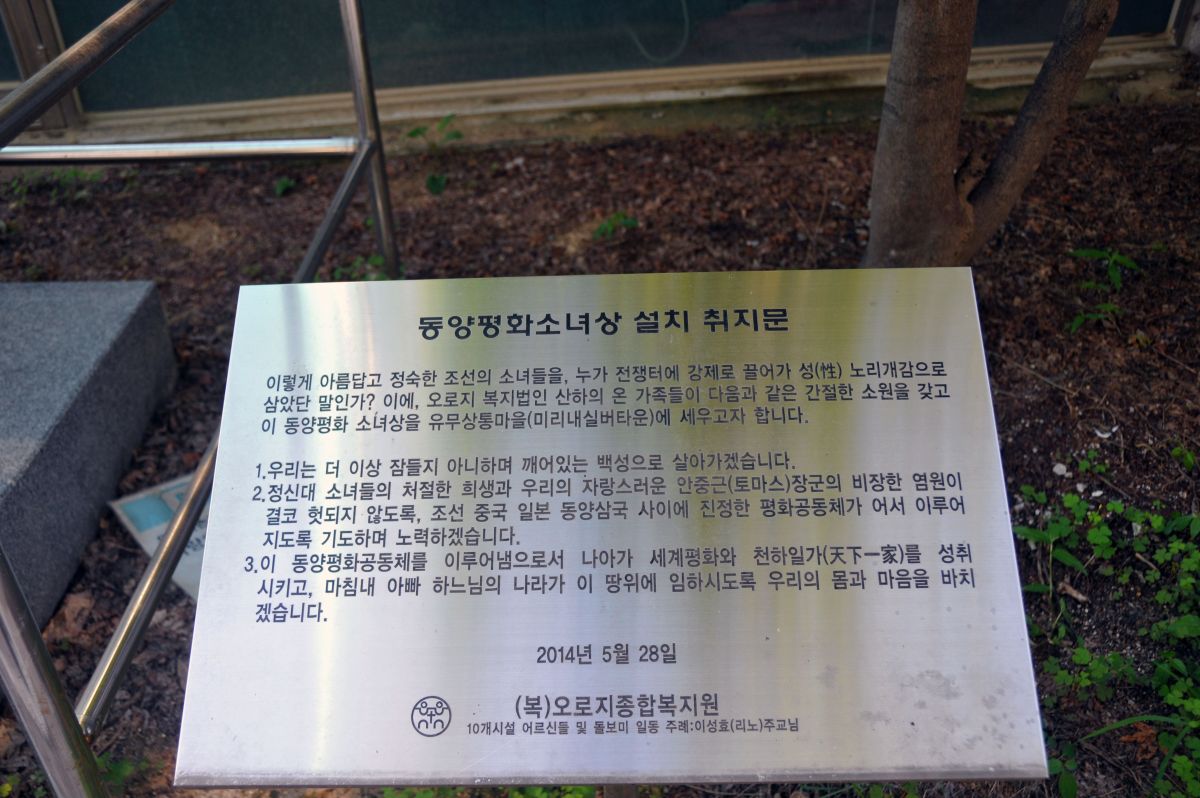 동양평화소녀상 설치 취지문
이렇게 아름답고 정숙한 조선의 소녀들을, 누가 전쟁터에 강제로 끌어가 성(性) 노리개감으로
삼았단 말인가? 이에, 오로지 복지법인 산하의 온 가족들이 다음과 같은 간절한 소원을 갖고
이 동양평화 소녀상을 유무상통마을(미리내실버타운)에 세우고자 합니다.
1.우리는 더 이상 잠들지 아니하며 깨어있는 백성으로 살아가겠습니다.
2.정신대 소녀들의 처절한 희생과 우리의 자랑스러운 안중근(토마스)장군의 비장한 염원이
결코 헛되지 않도록, 조선 중국 일본 동양삼국 사이에 진정한 평화공동체가 어서 이루어
지도록 기도하며 노력하겠습니다.
3.이 동양평화공동체를 이루어냄으로서 나아가 세계평화와 천하일가(天下一家)를 성취
시키고, 마침내 아빠 하느님의 나라가 이 땅위에 임하시도록 우리의 몸과 마음을 바치
겠습니다.
2014년 5월 28일
(복)오로지종합복지원
10개시설 어르신들 및 돌보미 일동 주례:이성효(리노)주교님